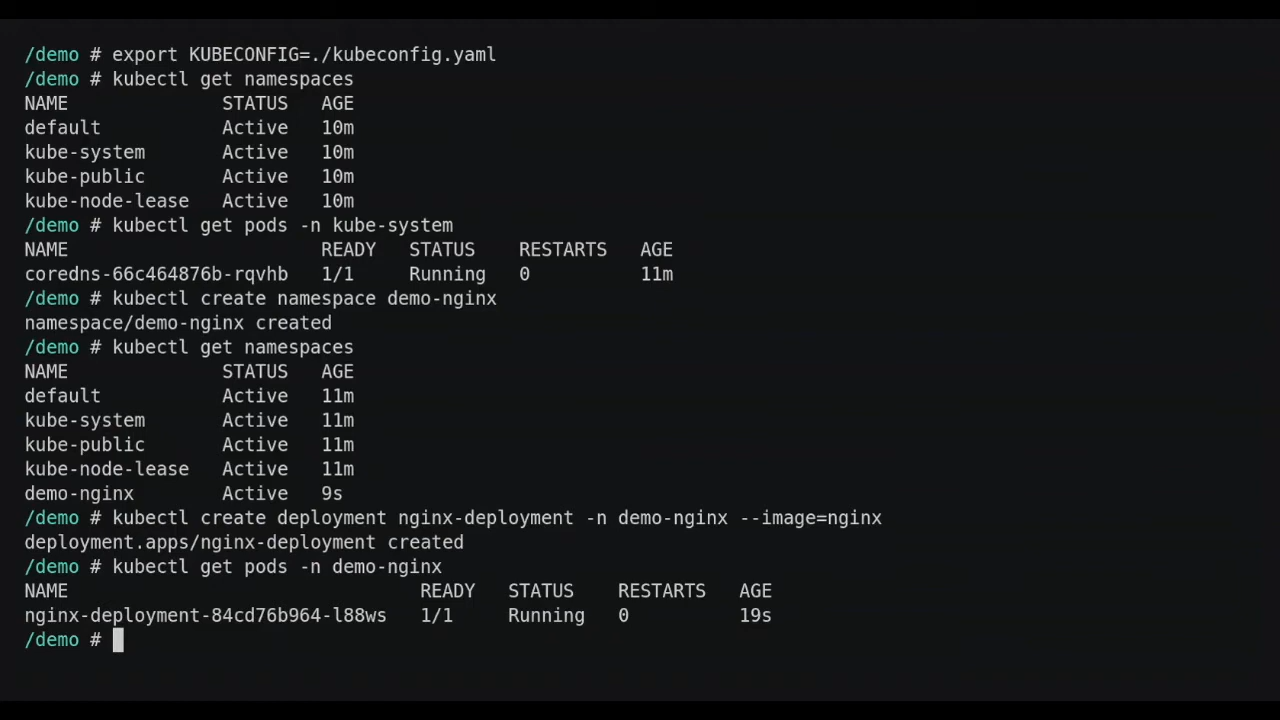 /demo # export KUBECONFIG=./kubeconfig.yaml
/demo # kubectl get namespaces
NAME              STATUS   AGE
default           Active   10m
kube-system       Active   10m
kube-public       Active   10m
kube-node-lease   Active   10m
/demo # kubectl get pods -n kube-system
NAME                       READY   STATUS    RESTARTS   AGE
coredns-66c464876b-rqvhb   1/1     Running   0          11m
/demo # kubectl create namespace demo-nginx
namespace/demo-nginx created
/demo # kubectl get namespaces
NAME              STATUS   AGE
default           Active   11m
kube-system       Active   11m
kube-public       Active   11m
kube-node-lease   Active   11m
demo-nginx        Active   9s
/demo # kubectl create deployment nginx-deployment -n demo-nginx --image=nginx
deployment.apps/nginx-deployment created
/demo # kubectl get pods -n demo-nginx
NAME                                READY   STATUS    RESTARTS   AGE
nginx-deployment-84cd76b964-l88ws   1/1     Running   0          19s
/demo #